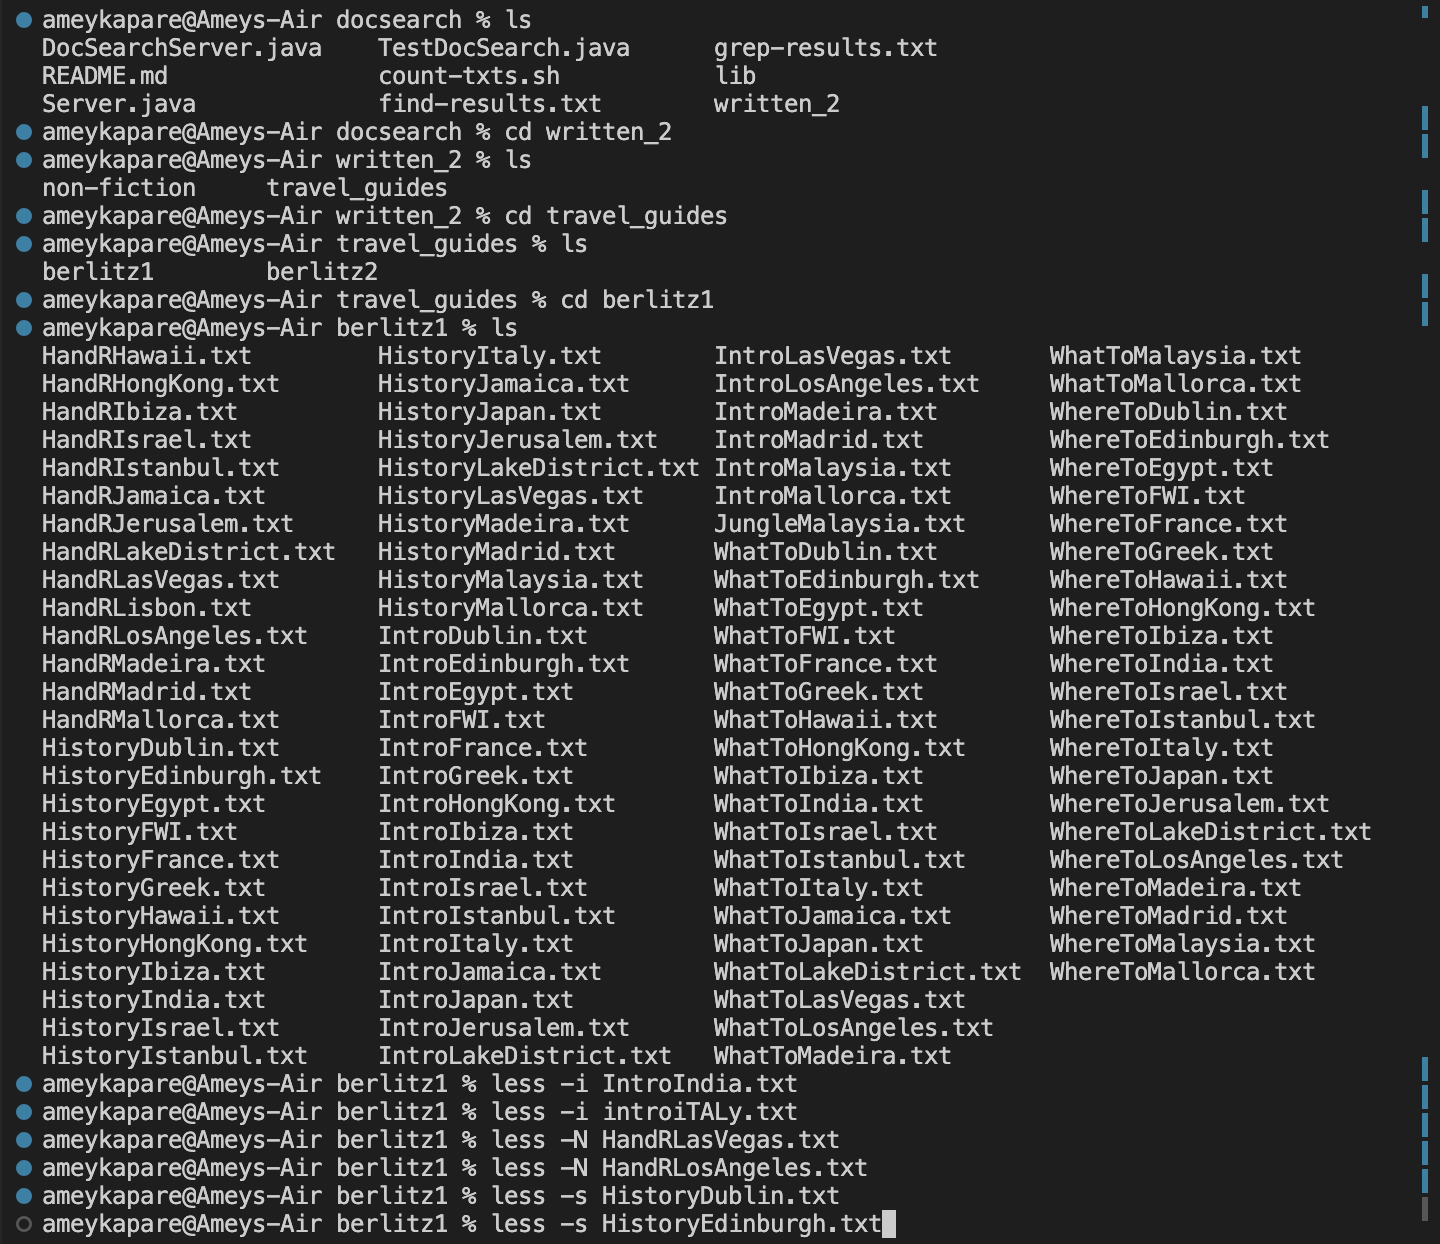 ameykapare@Ameys-Air docsearch % ls
DocSearchServer.java    TestDocSearch.java      grep-results.txt
README.md               count-txts.sh           lib
Server.java             find-results.txt        written_2
ameykapare@Ameys-Air docsearch % cd written_2
ameykapare@Ameys-Air written_2 % ls
non-fiction     travel_guides
ameykapare@Ameys-Air written_2 % cd travel_guides
ameykapare@Ameys-Air travel_guides % ls
berlitz1        berlitz2
ameykapare@Ameys-Air travel_guides % cd berlitz1
ameykapare@Ameys-Air berlitz1 % ls
HandRHawaii.txt         HistoryItaly.txt        IntroLasVegas.txt       WhatToMalaysia.txt
HandRHongKong.txt       HistoryJamaica.txt      IntroLosAngeles.txt     WhatToMallorca.txt
HandRIbiza.txt          HistoryJapan.txt        IntroMadeira.txt        WhereToDublin.txt
HandRIsrael.txt         HistoryJerusalem.txt    IntroMadrid.txt         WhereToEdinburgh.txt
HandRIstanbul.txt       HistoryLakeDistrict.txt IntroMalaysia.txt       WhereToEgypt.txt
HandRJamaica.txt        HistoryLasVegas.txt     IntroMallorca.txt       WhereToFWI.txt
HandRJerusalem.txt      HistoryMadeira.txt      JungleMalaysia.txt      WhereToFrance.txt
HandRLakeDistrict.txt   HistoryMadrid.txt       WhatToDublin.txt        WhereToGreek.txt
HandRLasVegas.txt       HistoryMalaysia.txt     WhatToEdinburgh.txt     WhereToHawaii.txt
HandRLisbon.txt         HistoryMallorca.txt     WhatToEgypt.txt         WhereToHongKong.txt
HandRLosAngeles.txt     IntroDublin.txt         WhatToFWI.txt           WhereToIbiza.txt
HandRMadeira.txt        IntroEdinburgh.txt      WhatToFrance.txt        WhereToIndia.txt
HandRMadrid.txt         IntroEgypt.txt          WhatToGreek.txt         WhereToIsrael.txt
HandRMallorca.txt       IntroFWI.txt            WhatToHawaii.txt        WhereToIstanbul.txt
HistoryDublin.txt       IntroFrance.txt         WhatToHongKong.txt      WhereToItaly.txt
HistoryEdinburgh.txt    IntroGreek.txt          WhatToIbiza.txt         WhereToJapan.txt
HistoryEgypt.txt        IntroHongKong.txt       WhatToIndia.txt         WhereToJerusalem.txt
HistoryFWI.txt          IntroIbiza.txt          WhatToIsrael.txt        WhereToLakeDistrict.txt
HistoryFrance.txt       IntroIndia.txt          WhatToIstanbul.txt      WhereToLosAngeles.txt
HistoryGreek.txt        IntroIsrael.txt         WhatToItaly.txt         WhereToMadeira.txt
HistoryHawaii.txt       IntroIstanbul.txt       WhatToJamaica.txt       WhereToMadrid.txt
HistoryHongKong.txt     IntroItaly.txt          WhatToJapan.txt         WhereToMalaysia.txt
HistoryIbiza.txt        IntroJamaica.txt        WhatToLakeDistrict.txt  WhereToMallorca.txt
HistoryIndia.txt        IntroJapan.txt          WhatToLasVegas.txt
HistoryIsrael.txt       IntroJerusalem.txt      WhatToLosAngeles.txt
HistoryIstanbul.txt     IntroLakeDistrict.txt   WhatToMadeira.txt
ameykapare@Ameys-Air berlitz1 % less -i IntroIndia.txt
ameykapare@Ameys-Air berlitz1 % less -i introiTALy.txt
ameykapare@Ameys-Air berlitz1 % less -N HandRLasVegas.txt
ameykapare@Ameys-Air berlitz1 % less -N HandRLosAngeles.txt
ameykapare@Ameys-Air berlitz1 % less -s HistoryDublin.txt
ameykapare@Ameys-Air berlitz1 % less -s HistoryEdinburgh.txt